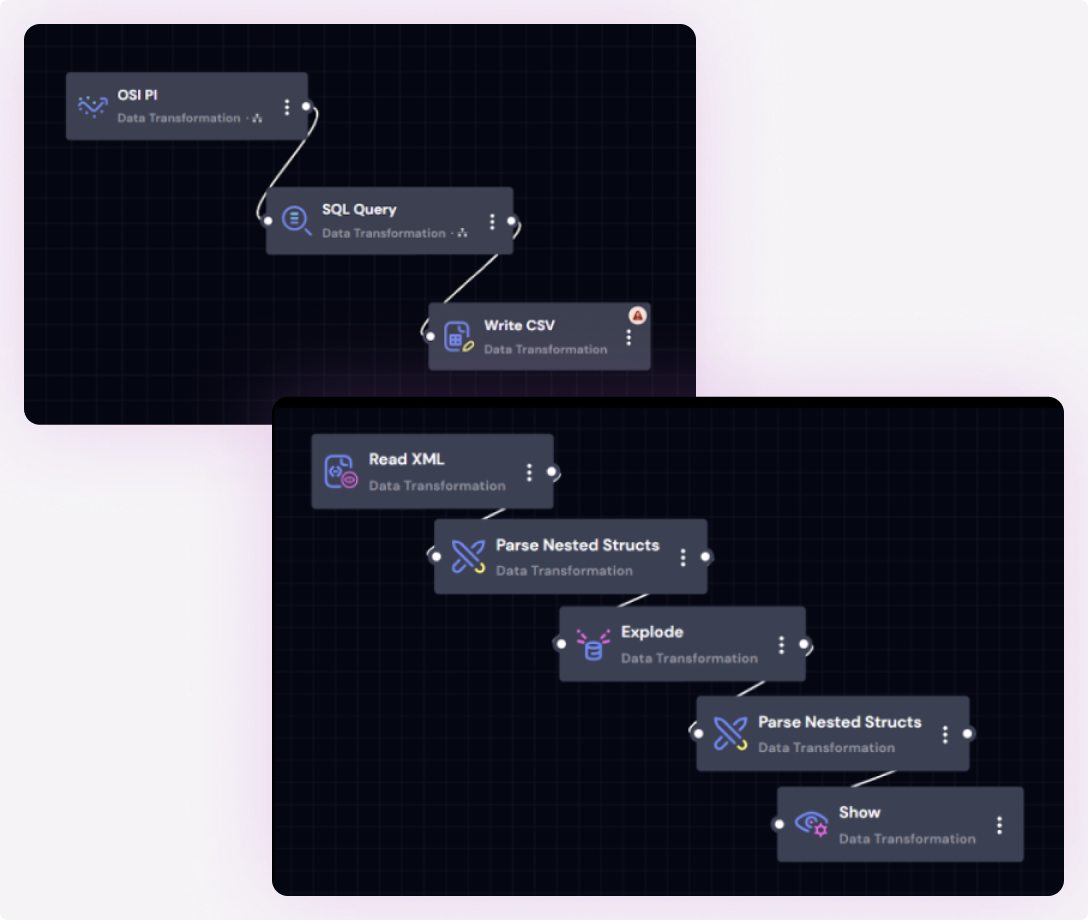 OSI PI
Data Transformation ·
SQL Query
Data Transformation ·
Write CSV
Data Transformation
Read XML
Data Transformation
Parse Nested Structs
Data Transformation
Explode
Data Transformation
Parse Nested Structs
Data Transformation
Show
Data Transformation